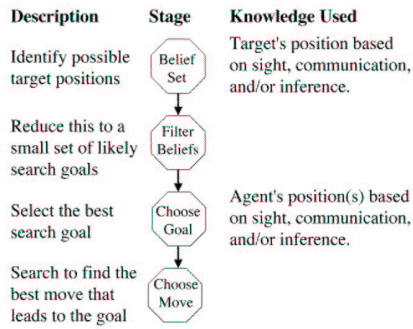 Description Stage Knowledge Used
Identify possible
target positions
Belief
Set
Target's position based
on sight, communication,
and/or inference.
Reduce this to a
small set of likely
search goals
Filter
Beliefs
Select the best
search goal
Choose
Goal
Agent's position(s) based
on sight, communication,
and/or inference.
Search to find the
best move that
leads to the goal
Choose
Move